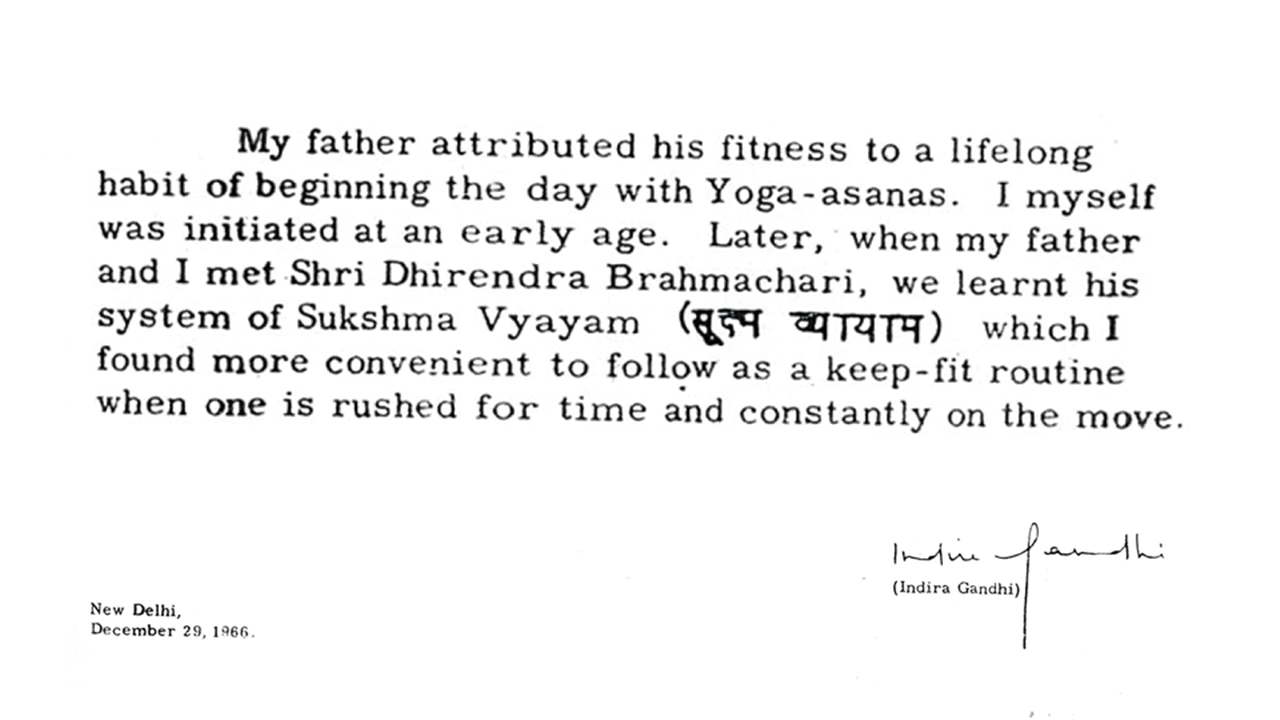 My father attributed his fitness to a lifelong
habit of beginning the day with Yoga-asanas. I myself
was initiated at an early age. Later, when my father
and I met Shri Dhirendra Brahmachari, we learnt his
system of Sukshma Vyayam (सूक्ष्म व्यायाम) which I
found more convenient to follow as a keep-fit routine
when one is rushed for time and constantly on the move.
Indira Gandhi
(Indira Gandhi)
New Delhi,
December 29, 1966.